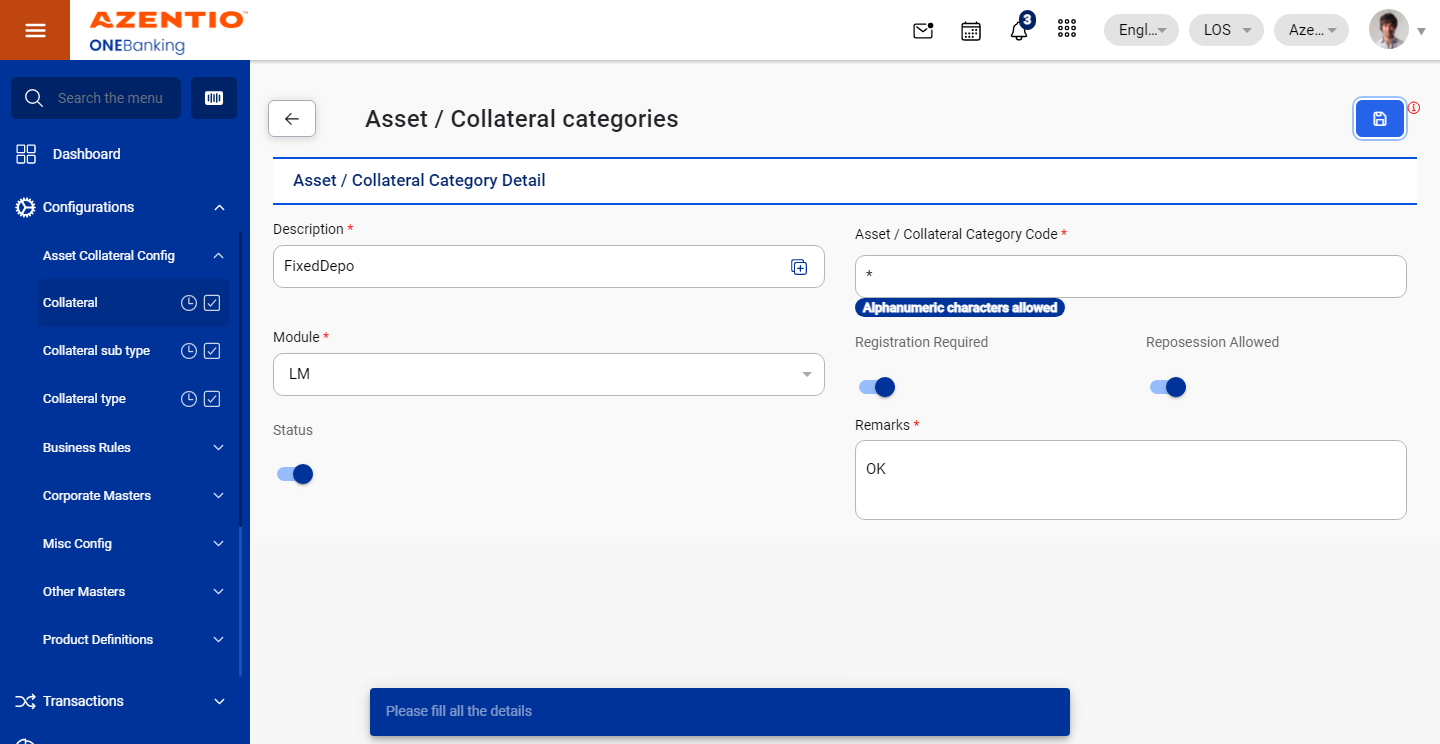 AZENTIO™
ONEBanking
3
Engl...
LOS
Aze...
Search the menu
Dashboard
Configurations
Asset Collateral Config
Collateral
Collateral sub type
Collateral type
Business Rules
Corporate Masters
Misc Config
Other Masters
Product Definitions
Transactions
Asset / Collateral categories
Asset / Collateral Category Detail
Description *
FixedDepo
Asset / Collateral Category Code *
*
Alphanumeric characters allowed
Module *
LM
Registration Required
Reposession Allowed
Status
Remarks *
OK
Please fill all the details